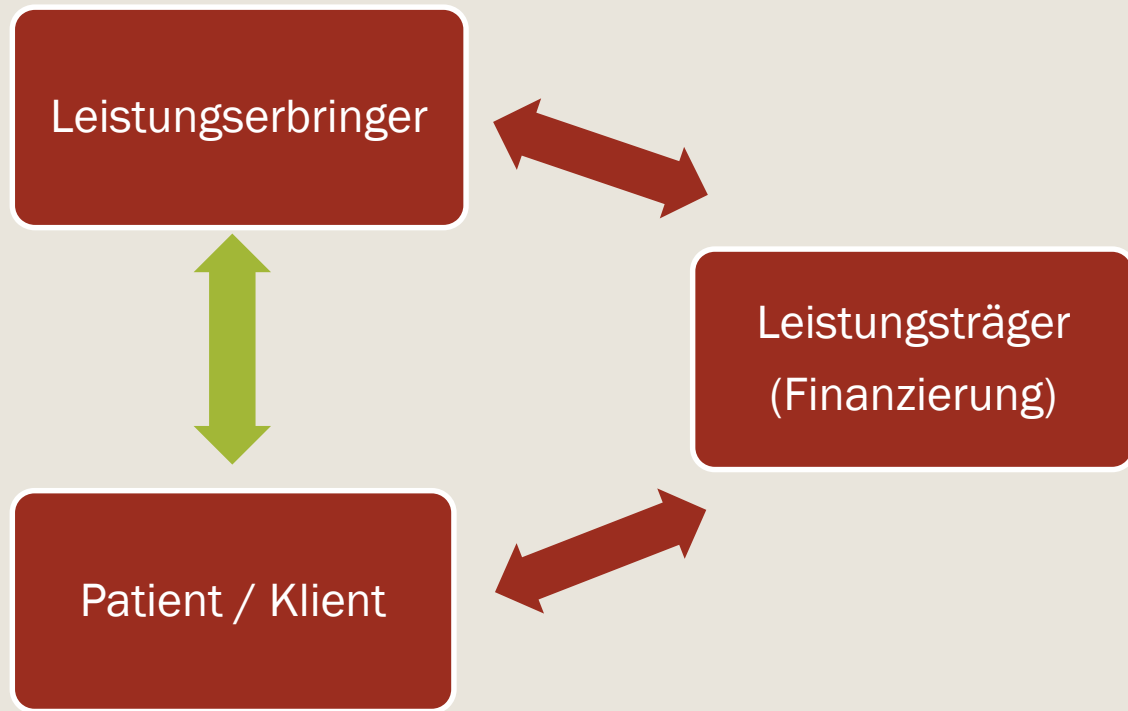 Leistungserbringer
Leistungsträger
(Finanzierung)
Patient / Klient